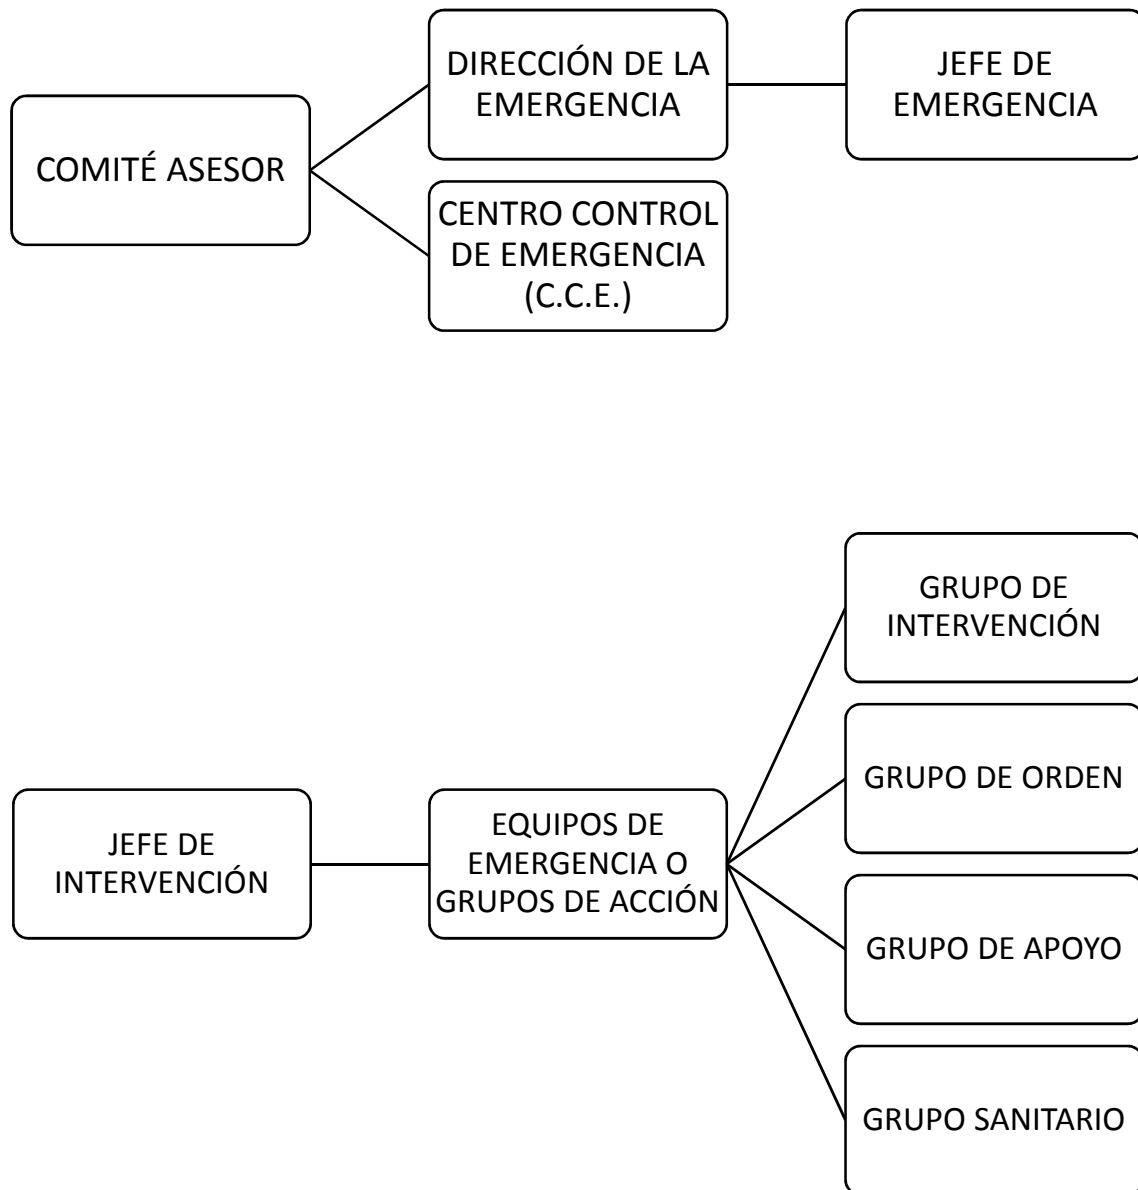 COMITÉ ASESOR
DIRECCIÓN DE LA
EMERGENCIA
JEFE DE
EMERGENCIA
CENTRO CONTROL
DE EMERGENCIA
(C.C.E.)
JEFE DE
INTERVENCIÓN
EQUIPOS DE
EMERGENCIA O
GRUPOS DE ACCIÓN
GRUPO DE
INTERVENCIÓN
GRUPO DE ORDEN
GRUPO DE APOYO
GRUPO SANITARIO